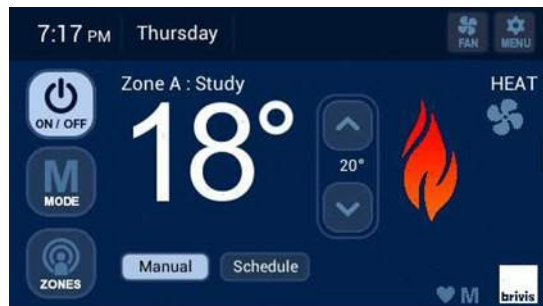 7:17 PM Thursday
FAN
MENU
Zone A : Study
HEAT
ON / OFF
18°
20°
M
MODE
Manual Schedule
ZONES
M
brivis